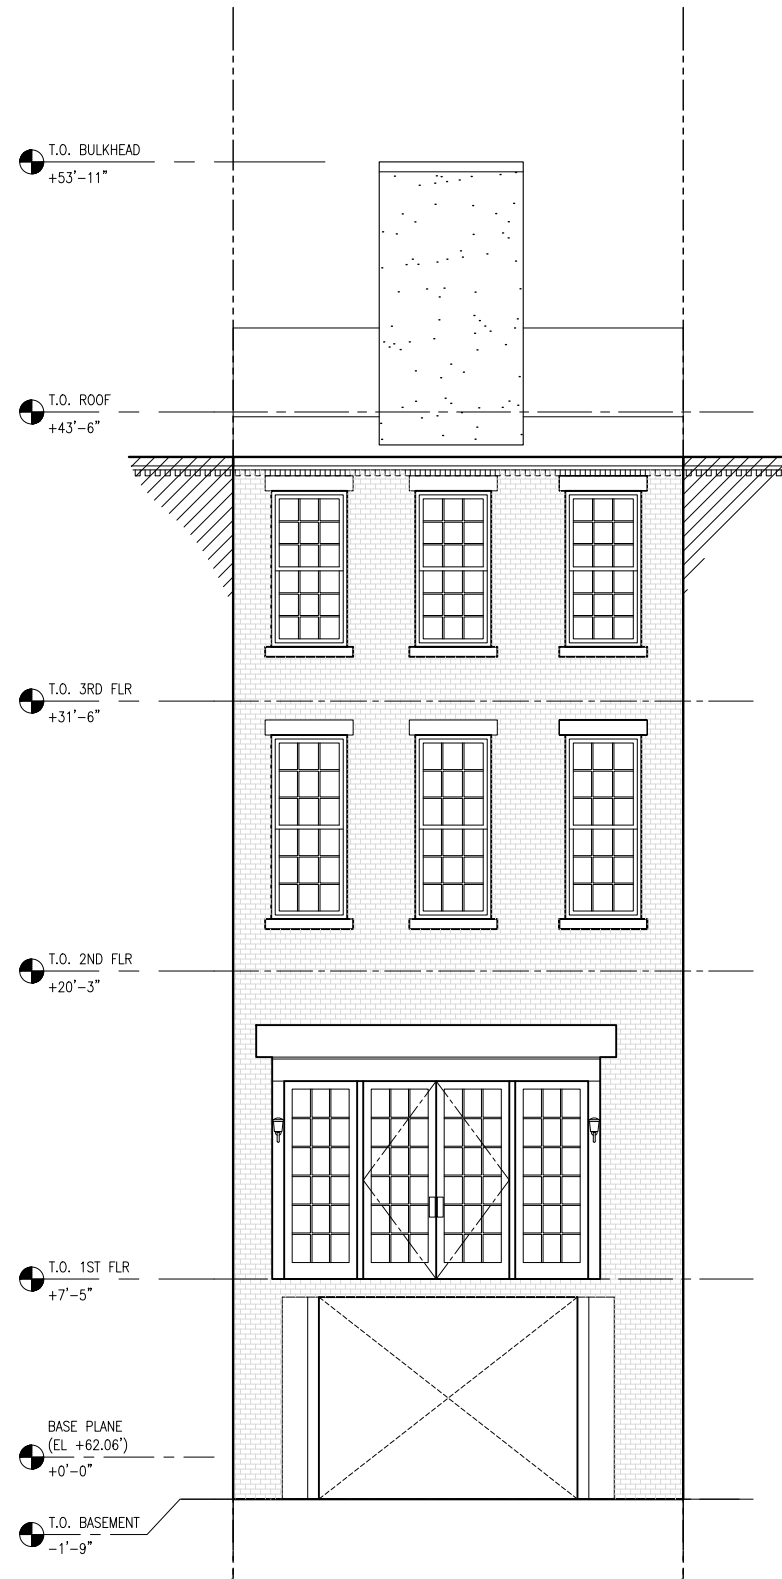 T.O. BULKHEAD
+53'-11"
T.O. ROOF
+43'-6"
T.O. 3RD FLR
+31'-6"
T.O. 2ND FLR
+20'-3"
T.O. 1ST FLR
+7'-5"
BASE PLANE
(EL +62.06')
+0'-0"
T.O. BASEMENT
-1'-9"